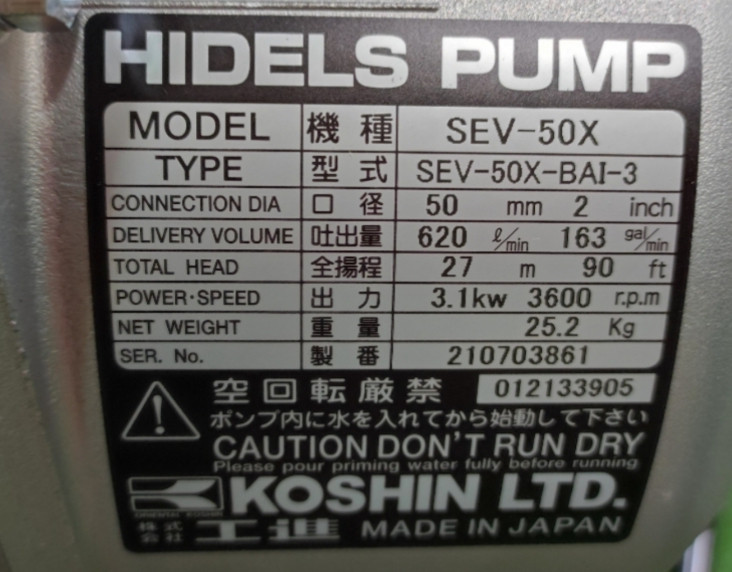 HIDELS PUMP
MODEL 機種 SEV-50X
TYPE 型式 SEV-50X-BAI-3
CONNECTION DIA 口径 50 mm 2 inch
DELIVERY VOLUME 吐出量 620 ℓ/min 163 gal/min
TOTAL HEAD 全揚程 27 m 90 ft
POWER·SPEED 出力 3.1kw 3600 r.p.m
NET WEIGHT 重量 25.2 Kg
SER. No. 製番 210703861
空回転厳禁 012133905
ポンプ内に水を入れてから始動して下さい
CAUTION DON'T RUN DRY
Please pour priming water fully before running
KOSHIN LTD.
ORIENTAL KOSHIN
株式会社 工進 MADE IN JAPAN